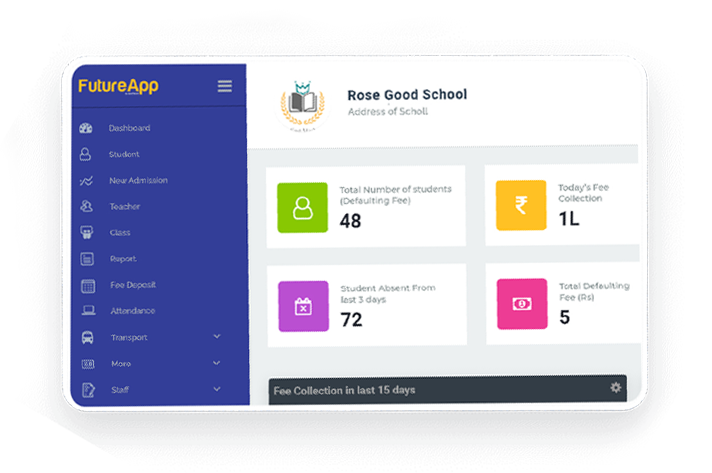 FutureApp
Dashboard
Student
New Admission
Teacher
Class
Report
Fee Deposit
Attendance
Transport
More
Staff
Rose Good School
Acidress of Scholl
Total Number of students
(Defaulting Fee)
48
₹
Today's Fee
Collection
1L
Student Absent From
last 3 days
72
Total Defaulting
Fee (Rs)
5
Fee Collection in last 15 days